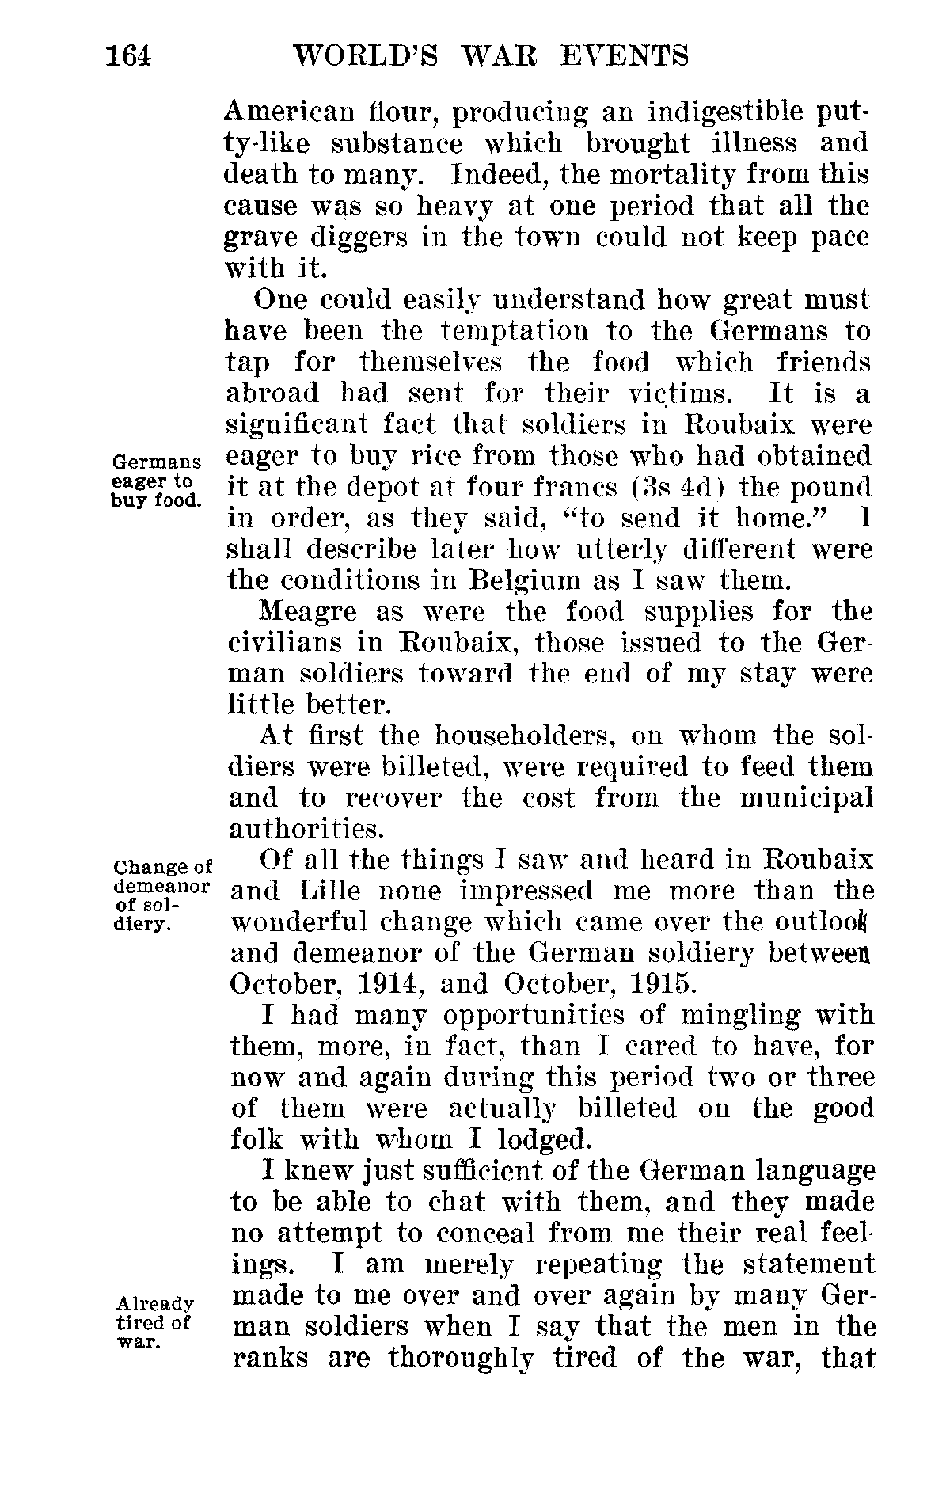 164 WORLD'S WAR EVENTS
American flour, producing an indigestible put-
ty-like substance which brought illness and
death to many. Indeed, the mortality from this
cause was so heavy at one period that all the
grave diggers in the town could not keep pace
with it.
One could easily understand how great must
have been the temptation to the Germans to
tap for themselves the food which friends
abroad had sent for their victims. It is a
significant fact that soldiers in Roubaix were
Germans
eager to
buy food.
eager to buy rice from those who had obtained
it at the depot at four francs (3s 4d) the pound
in order, as they said, “to send it home.” I
shall describe later how utterly different were
the conditions in Belgium as I saw them.
Meagre as were the food supplies for the
civilians in Roubaix, those issued to the Ger-
man soldiers toward the end of my stay were
little better.
At first the householders, on whom the sol-
diers were billeted, were required to feed them
and to recover the cost from the municipal
authorities.
Change of
demeanor
of sol-
diery.
Of all the things I saw and heard in Roubaix
and Lille none impressed me more than the
wonderful change which came over the outlook
and demeanor of the German soldiery between
October, 1914, and October, 1915.
I had many opportunities of mingling with
them, more, in fact, than I cared to have, for
now and again during this period two or three
of them were actually billeted on the good
folk with whom I lodged.
I knew just sufficient of the German language
to be able to chat with them, and they made
no attempt to conceal from me their real feel-
ings. I am merely repeating the statement
Already
tired of
war.
made to me over and over again by many Ger-
man soldiers when I say that the men in the
ranks are thoroughly tired of the war, that